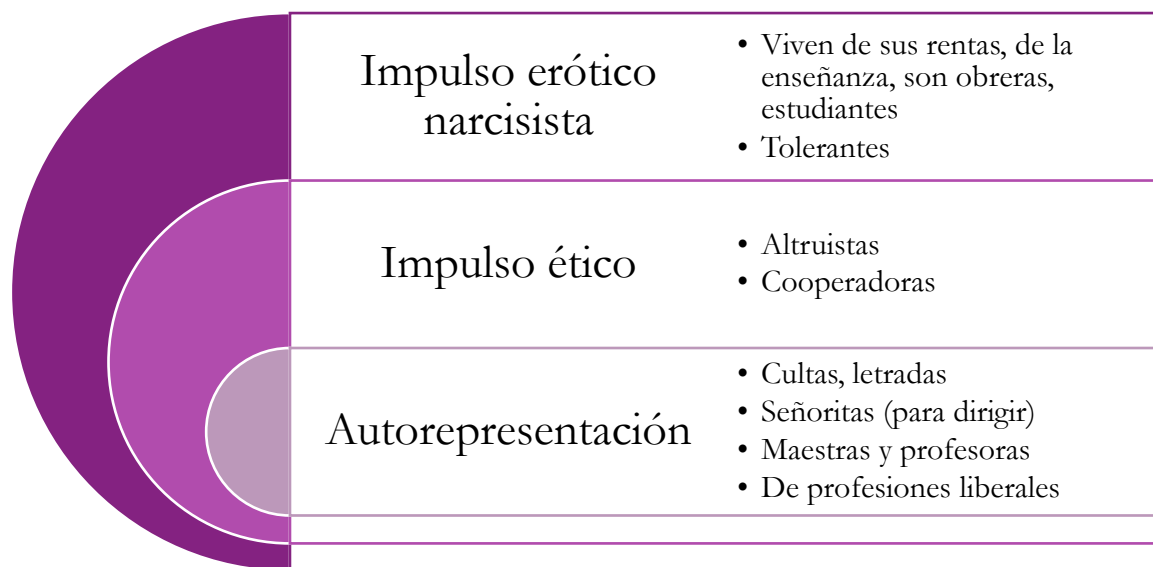 Impulso erótico
narcisista
• Viven de sus rentas, de la
enseñanza, son obreras,
estudiantes
• Tolerantes
Impulso ético
• Altruistas
• Cooperadoras
Autorepresentación
• Cultas, letradas
• Señoritas (para dirigir)
• Maestras y profesoras
• De profesiones liberales